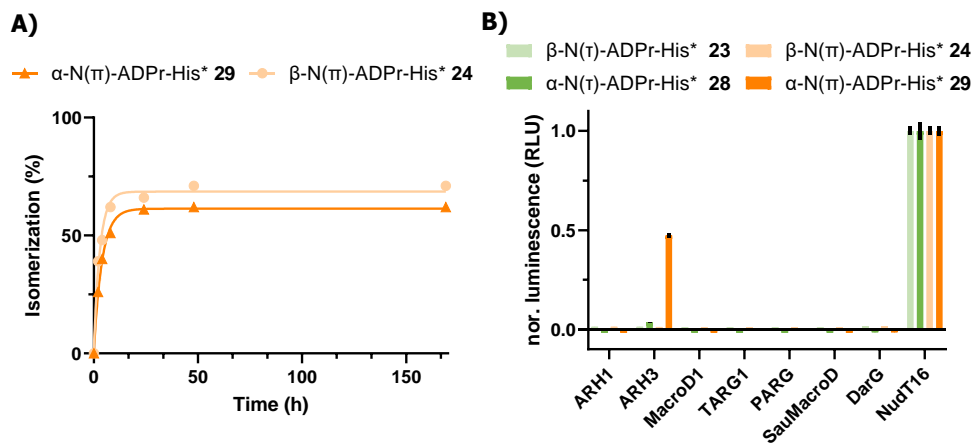 A)
α-N(π)-ADPr-His* 29
β-N(π)-ADPr-His* 24
Isomerization (%)
100
50
0
0
50
100
150
Time (h)
B)
β-N(τ)-ADPr-His* 23
β-N(π)-ADPr-His* 24
α-N(τ)-ADPr-His* 28
α-N(π)-ADPr-His* 29
nor. luminescence (RLU)
1.0
0.5
0.0
ARH1
ARH3
MacroD1
TARG1
PARG
SauMacroD
DarG
NudT16